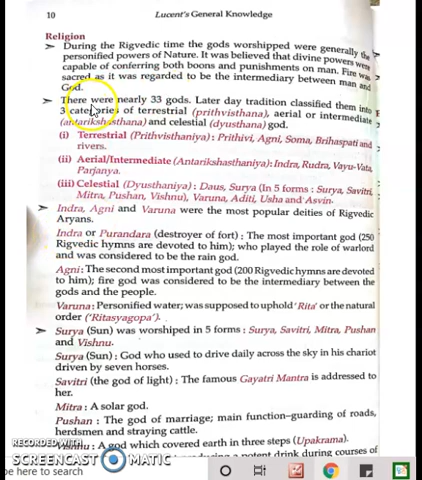 10 Lucent's General Knowledge
Religion
➢ During the Rigvedic time the gods worshipped were generally the
personified powers of Nature. It was believed that divine powers were
capable of conferring both boons and punishments on man. Fire was
sacred as it was regarded to be the intermediary between man and
God.
➢ There were nearly 33 gods. Later day tradition classified them into
3 categories of terrestrial (prithvisthana), aerial or intermediate
(antarikshasthana) and celestial (dyusthana) god.
(i) Terrestrial (Prithvisthaniya) : Prithivi, Agni, Soma, Brihaspati and
rivers.
(ii) Aerial/Intermediate (Antarikshasthaniya) : Indra, Rudra, Vayu-Vata,
Parjanya.
(iii) Celestial (Dyusthaniya) : Daus, Surya (In 5 forms : Surya, Savitri,
Mitra, Pushan, Vishnu), Varuna, Aditi, Usha and Asvin.
➢ Indra, Agni and Varuna were the most popular deities of Rigvedic
Aryans.
Indra or Purandara (destroyer of fort) : The most important god (250
Rigvedic hymns are devoted to him); who played the role of warlord
and was considered to be the rain god.
Agni : The second most important god (200 Rigvedic hymns are devoted
to him); fire god was considered to be the intermediary between the
gods and the people.
Varuna : Personified water; was supposed to uphold 'Rita' or the natural
order ('Ritasyagopa').
➢ Surya (Sun) was worshiped in 5 forms : Surya, Savitri, Mitra, Pushan
and Vishnu.
Surya (Sun) : God who used to drive daily across the sky in his chariot
driven by seven horses.
Savitri (the god of light) : The famous Gayatri Mantra is addressed to
her.
Mitra : A solar god.
Pushan : The god of marriage; main function–guarding of roads,
herdsmen and straying cattle.
Vishnu : A god which covered earth in three steps (Upakrama).
a potent drink during courses of
RECORDED WITH
SCREENCAST MATIC
here to search